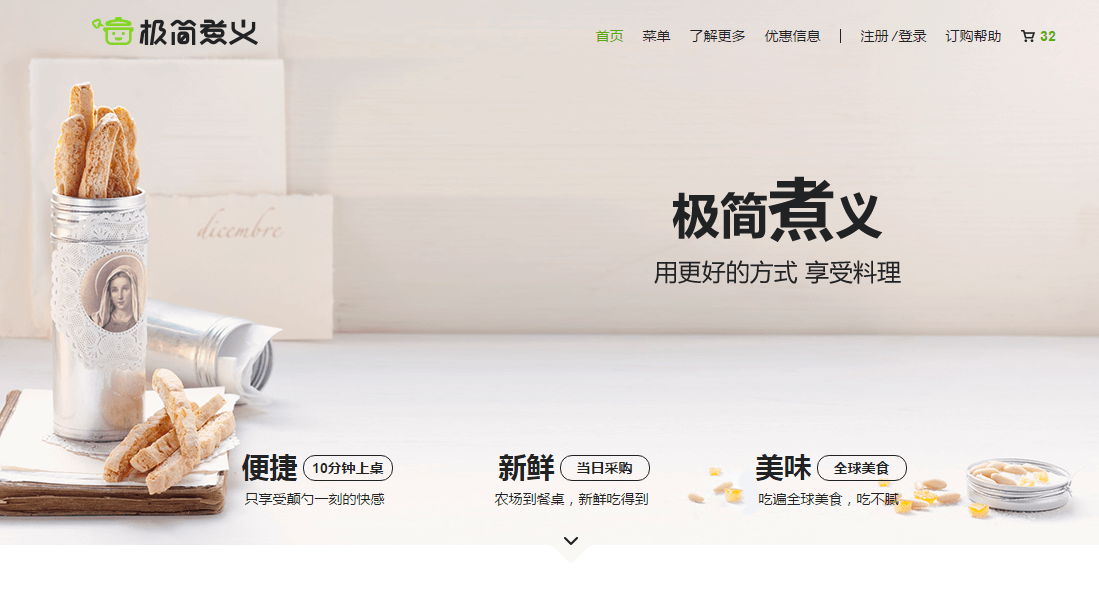 极简煮义
首页 菜单 了解更多 优惠信息 | 注册/登录 订购帮助 32
dicembre
极简煮义
用更好的方式 享受料理
便捷 10分钟上桌
只享受颠勺一刻的快感
新鲜 当日采购
农场到餐桌，新鲜吃得到
美味 全球美食
吃遍全球美食，吃不腻